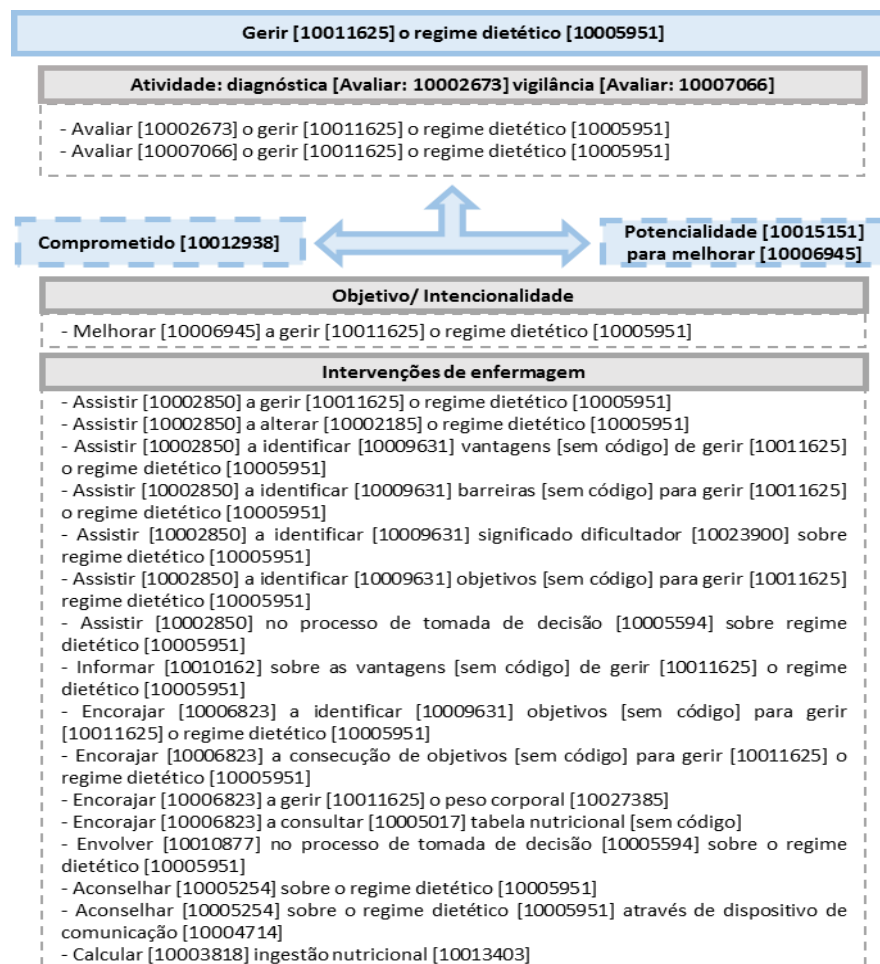 Gerir [10011625] o regime dietético [10005951]
Atividade: diagnóstica [Avaliar: 10002673] vigilância [Avaliar: 10007066]
- Avaliar [10002673] o gerir [10011625] o regime dietético [10005951]
- Avaliar [10007066] o gerir [10011625] o regime dietético [10005951]
Comprometido [10012938]
Potencialidade [10015151]
para melhorar [10006945]
Objetivo/ Intencionalidade
- Melhorar [10006945] a gerir [10011625] o regime dietético [10005951]
Intervenções de enfermagem
- Assistir [10002850] a gerir [10011625] o regime dietético [10005951]
- Assistir [10002850] a alterar [10002185] o regime dietético [10005951]
- Assistir [10002850] a identificar [10009631] vantagens [sem código] de gerir [10011625]
o regime dietético [10005951]
- Assistir [10002850] a identificar [10009631] barreiras [sem código] para gerir [10011625]
o regime dietético [10005951]
- Assistir [10002850] a identificar [10009631] significado dificultador [10023900] sobre
regime dietético [10005951]
- Assistir [10002850] a identificar [10009631] objetivos [sem código] para gerir [10011625]
regime dietético [10005951]
- Assistir [10002850] no processo de tomada de decisão [10005594] sobre regime
dietético [10005951]
- Informar [10010162] sobre as vantagens [sem código] de gerir [10011625] o regime
dietético [10005951]
- Encorajar [10006823] a identificar [10009631] objetivos [sem código] para gerir
[10011625] o regime dietético [10005951]
- Encorajar [10006823] a consecução de objetivos [sem código] para gerir [10011625] o
regime dietético [10005951]
- Encorajar [10006823] a gerir [10011625] o peso corporal [10027385]
- Encorajar [10006823] a consultar [10005017] tabela nutricional [sem código]
- Envolver [10010877] no processo de tomada de decisão [10005594] sobre o regime
dietético [10005951]
- Aconselhar [10005254] sobre o regime dietético [10005951]
- Aconselhar [10005254] sobre o regime dietético [10005951] através de dispositivo de
comunicação [10004714]
- Calcular [10003818] ingestão nutricional [10013403]